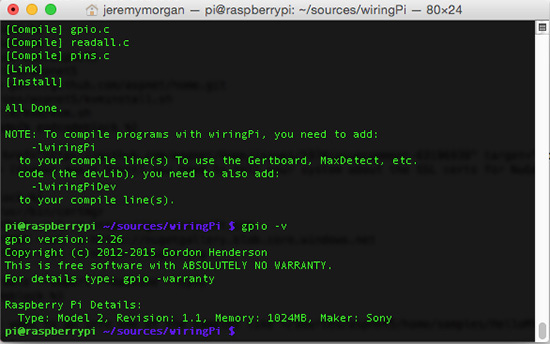 jeremymorgan — pi@raspberrypi: ~/sources/wiringPi — 80×24
[Compile] gpio.c
[Compile] readall.c
[Compile] pins.c
[Link]
[Install]
All Done.
NOTE: To compile programs with wiringPi, you need to add:
-lwiringPi
to your compile line(s) To use the Gertboard, MaxDetect, etc.
code (the devLib), you need to also add:
-lwiringPiDev
to your compile line(s).
pi@raspberrypi ~/sources/wiringPi $ gpio -v
gpio version: 2.26
Copyright (c) 2012-2015 Gordon Henderson
This is free software with ABSOLUTELY NO WARRANTY.
For details type: gpio -warranty
Raspberry Pi Details:
Type: Model 2, Revision: 1.1, Memory: 1024MB, Maker: Sony
pi@raspberrypi ~/sources/wiringPi $